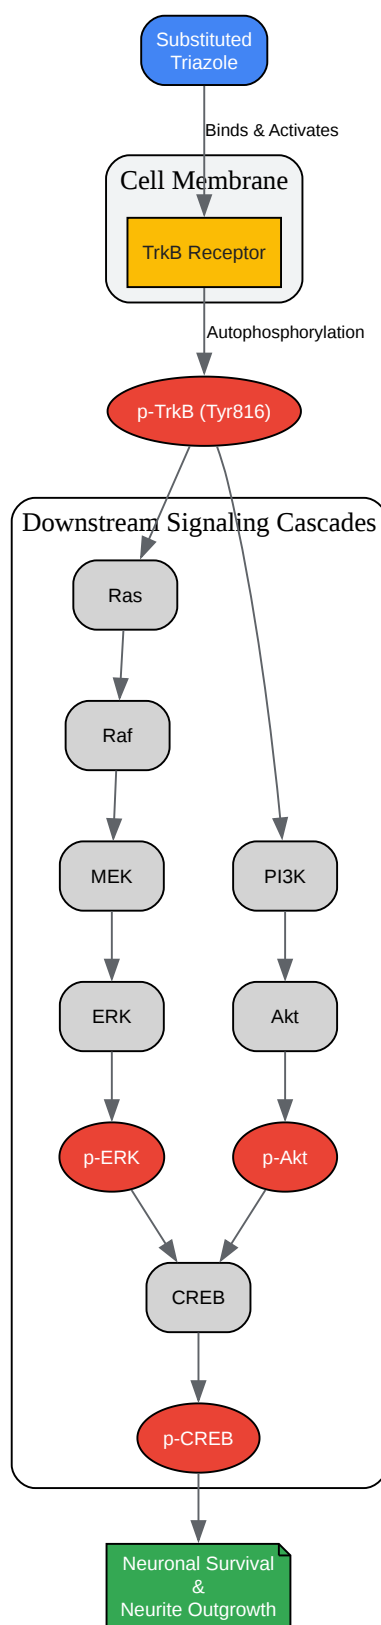 Substituted
Triazole
Binds & Activates
Cell Membrane
TrkB Receptor
Autophosphorylation
p-TrkB (Tyr816)
Downstream Signaling Cascades
Ras
Raf
MEK
PI3K
ERK
Akt
p-ERK
p-Akt
CREB
p-CREB
Neuronal Survival
&
Neurite Outgrowth